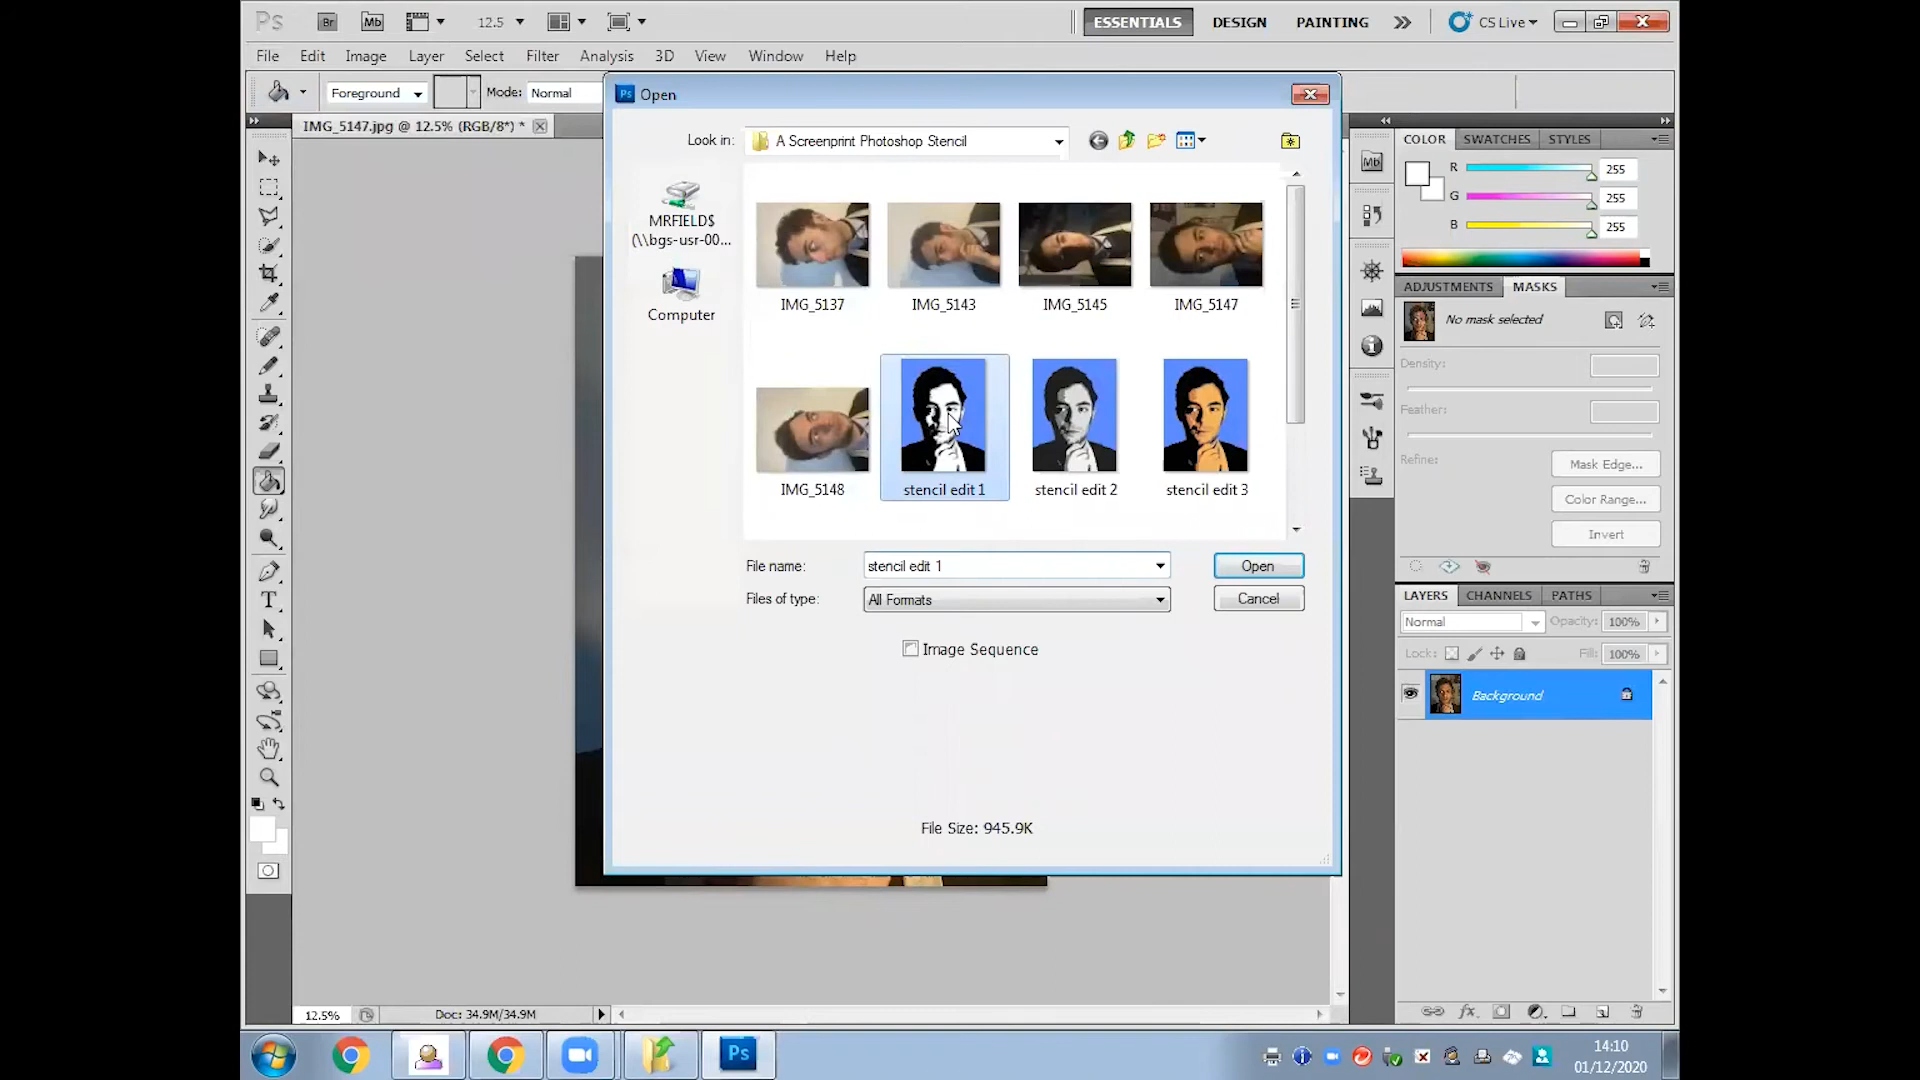 Ps
Br
Mb
12.5
ESSENTIALS
DESIGN
PAINTING
CS Live
File Edit Image Layer Select Filter Analysis 3D View Window Help
Foreground
Mode: Normal
IMG_5147.jpg @ 12.5% (RGB/8*) *
Ps Open
Look in: A Screenprint Photoshop Stencil
MRFIELD$
(\\bgs-usr-00...
Computer
IMG_5137
IMG_5143
IMG_5145
IMG_5147
IMG_5148
stencil edit 1
stencil edit 2
stencil edit 3
File name: stencil edit 1
Open
Files of type: All Formats
Cancel
Image Sequence
File Size: 945.9K
Mb
COLOR SWATCHES STYLES
R 255
G 255
B 255
ADJUSTMENTS MASKS
No mask selected
Density:
Feather:
Refine: Mask Edge...
Color Range...
Invert
LAYERS CHANNELS PATHS
Normal Opacity: 100%
Lock: Fill: 100%
Background
fx.
T
12.5% Doc: 34.9M/34.9M
Ps
14:10
01/12/2020